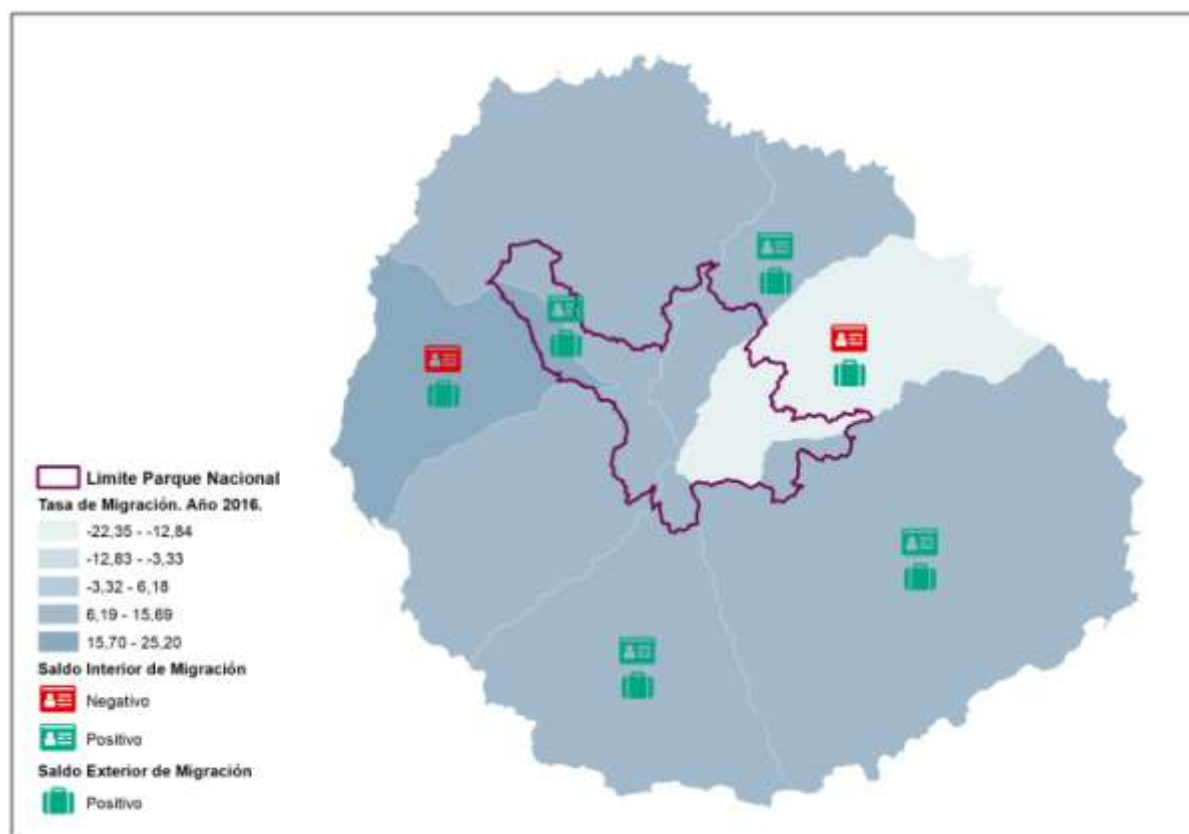 Limite Parque Nacional
Tasa de Migración. Año 2016.
-22,35 - -12,84
-12,83 - -3,33
-3,32 - 6,18
6,19 - 15,69
15,70 - 25,20
Saldo Interior de Migración
Negativo
Positivo
Saldo Exterior de Migración
Positivo